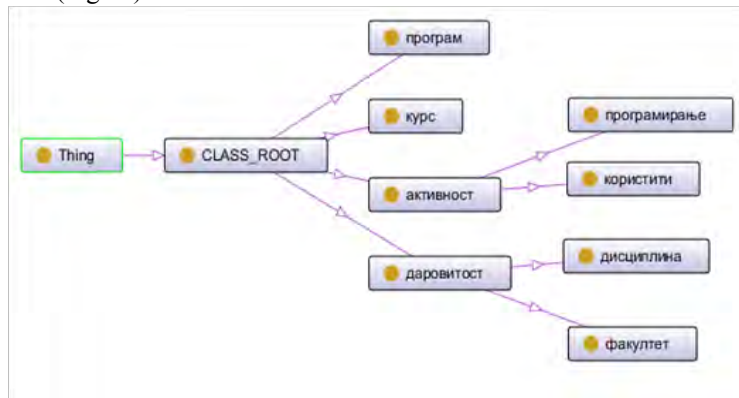 програм
курс
програмирање
Thing
CLASS_ROOT
користити
активност
дисциплина
даровитост
факултет